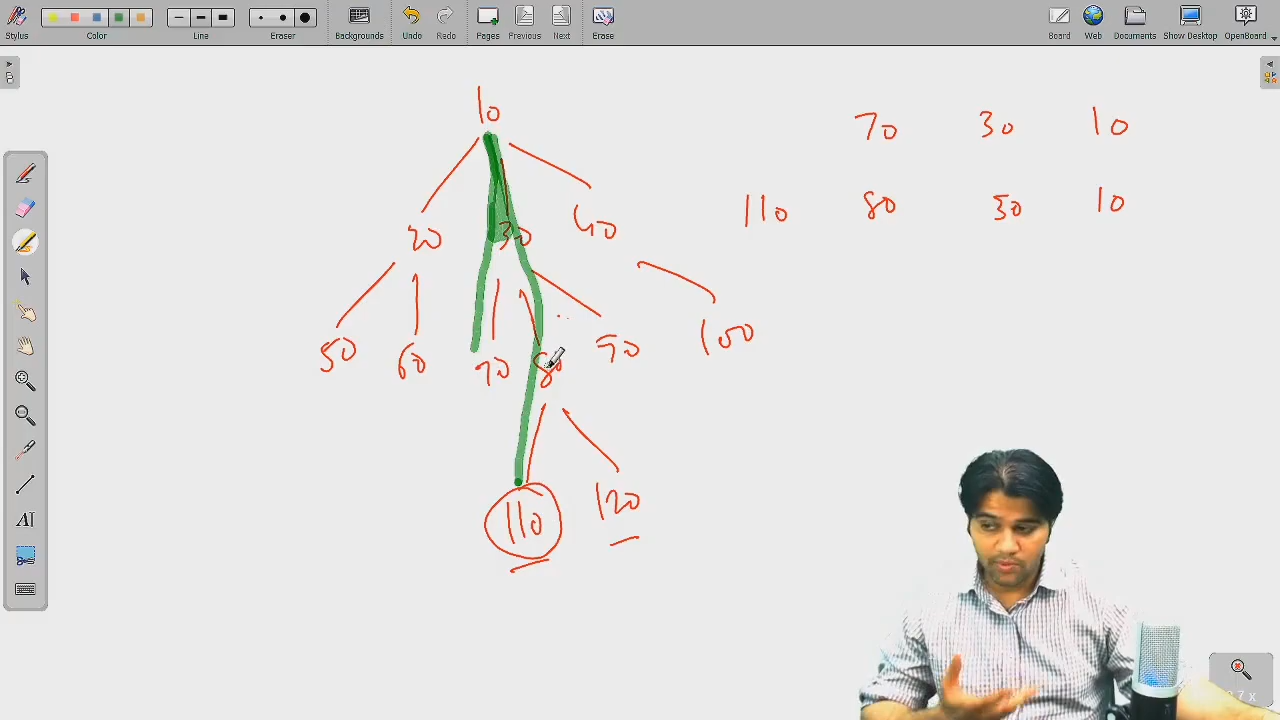 Stylus Color Line Eraser Backgrounds Undo Redo Pages Previous Next Erase Board Web Documents Show Desktop OpenBoard
10
70 30 10
20 30 40
110 80 30 10
50 60 70 80 90 100
110 120